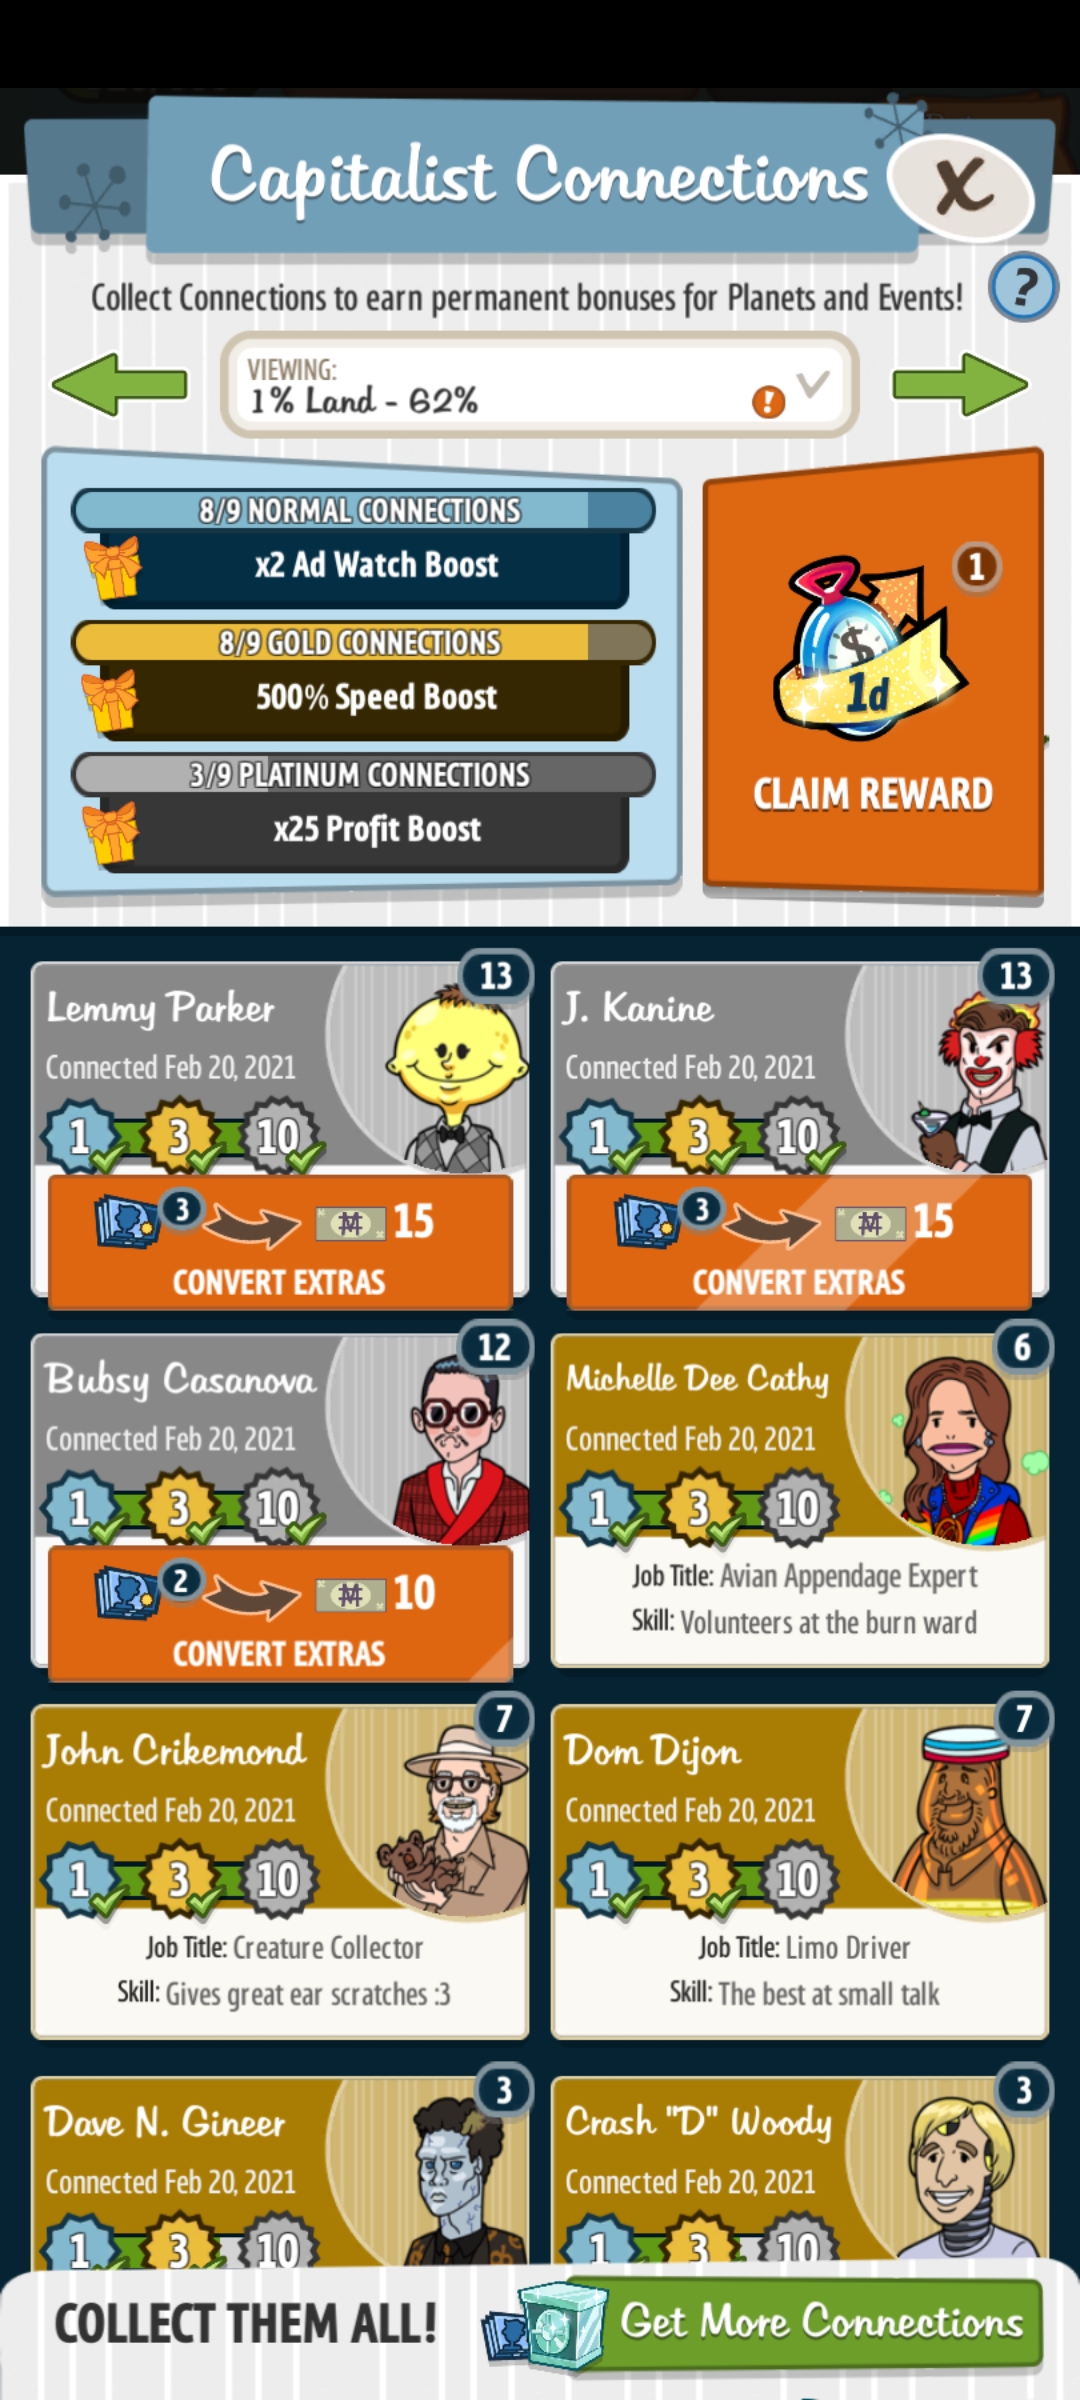 Capitalist Connections
X
Collect Connections to earn permanent bonuses for Planets and Events!
?
VIEWING:
1% Land - 62%
!
8/9 NORMAL CONNECTIONS
x2 Ad Watch Boost
8/9 GOLD CONNECTIONS
500% Speed Boost
3/9 PLATINUM CONNECTIONS
x25 Profit Boost
1
$
1d
CLAIM REWARD
13
Lemmy Parker
Connected Feb 20, 2021
1 3 10
3 15
CONVERT EXTRAS
13
J. Kanine
Connected Feb 20, 2021
1 3 10
3 15
CONVERT EXTRAS
12
Bubsy Casanova
Connected Feb 20, 2021
1 3 10
2 10
CONVERT EXTRAS
6
Michelle Dee Cathy
Connected Feb 20, 2021
1 3 10
Job Title: Avian Appendage Expert
Skill: Volunteers at the burn ward
7
John Crikemond
Connected Feb 20, 2021
1 3 10
Job Title: Creature Collector
Skill: Gives great ear scratches :3
7
Dom Dijon
Connected Feb 20, 2021
1 3 10
Job Title: Limo Driver
Skill: The best at small talk
3
Dave N. Gineer
Connected Feb 20, 2021
1 3 10
3
Crash "D" Woody
Connected Feb 20, 2021
1 3 10
COLLECT THEM ALL!
Get More Connections